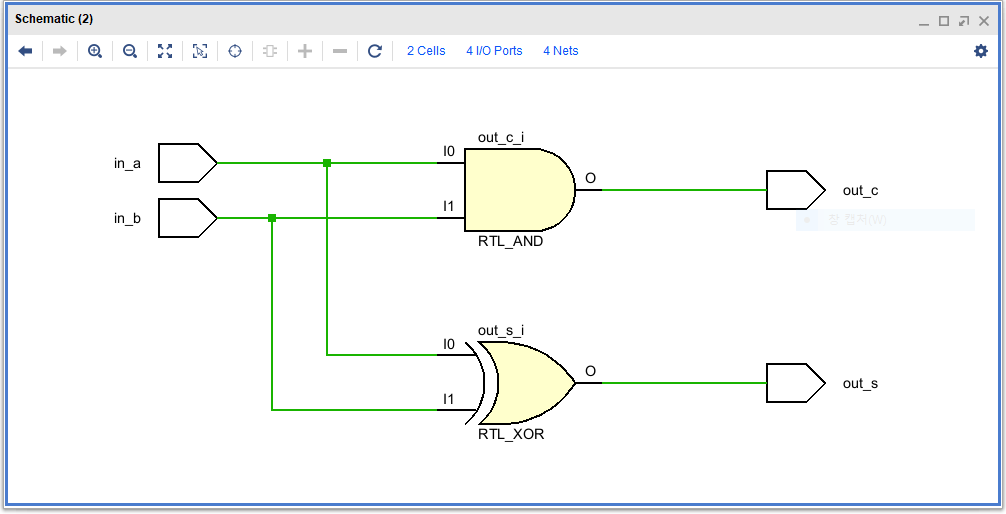 Schematic (2)
2 Cells 4 I/O Ports 4 Nets
out_c_i
in_a
I0
O
out_c
in_b
I1
창 캡처(W)
RTL_AND
out_s_i
I0
O
out_s
I1
RTL_XOR